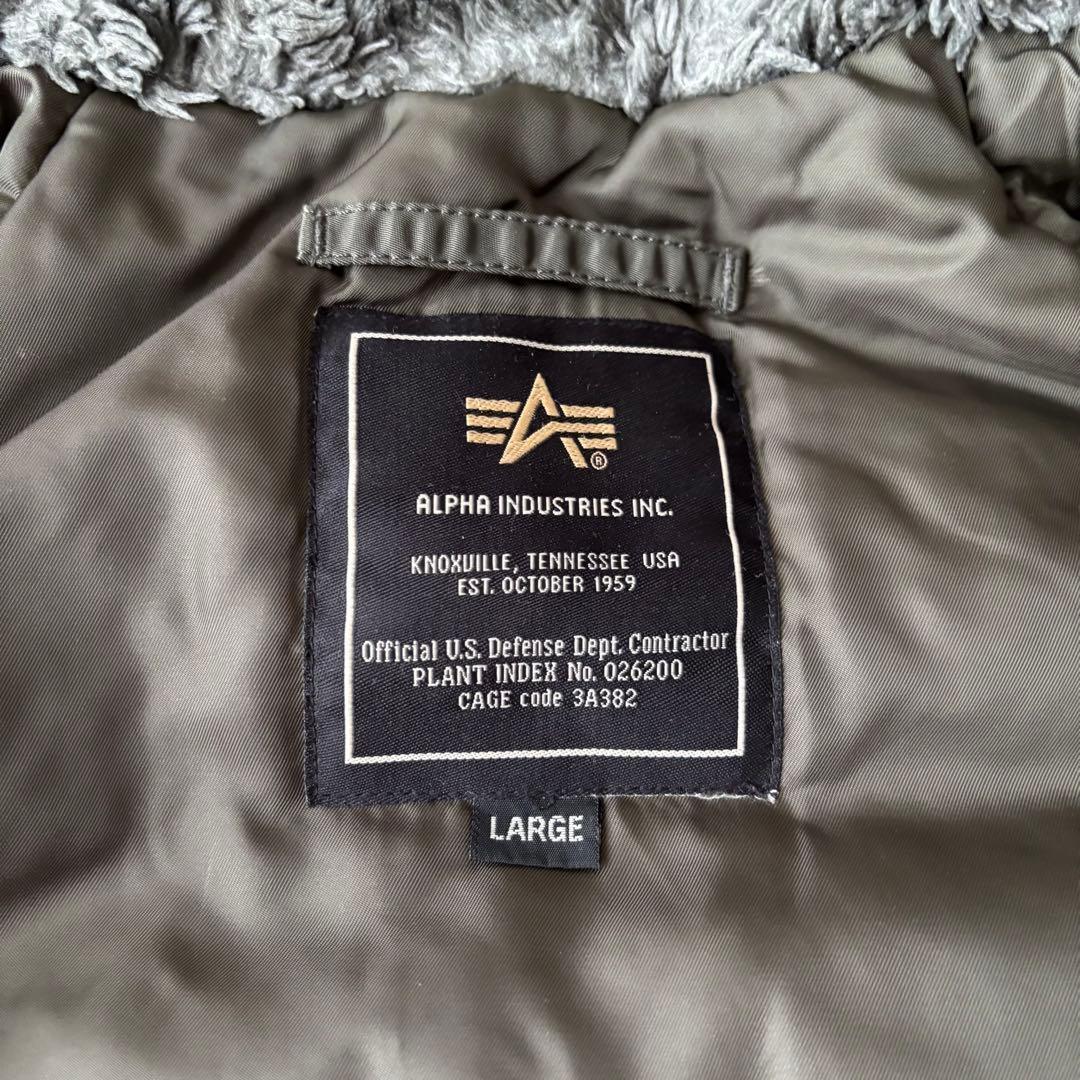 ®
ALPHA INDUSTRIES INC.
KNOXVILLE, TENNESSEE USA
EST. OCTOBER 1959
Official U.S. Defense Dept. Contractor
PLANT INDEX No. 026200
CAGE code 3A382
LARGE